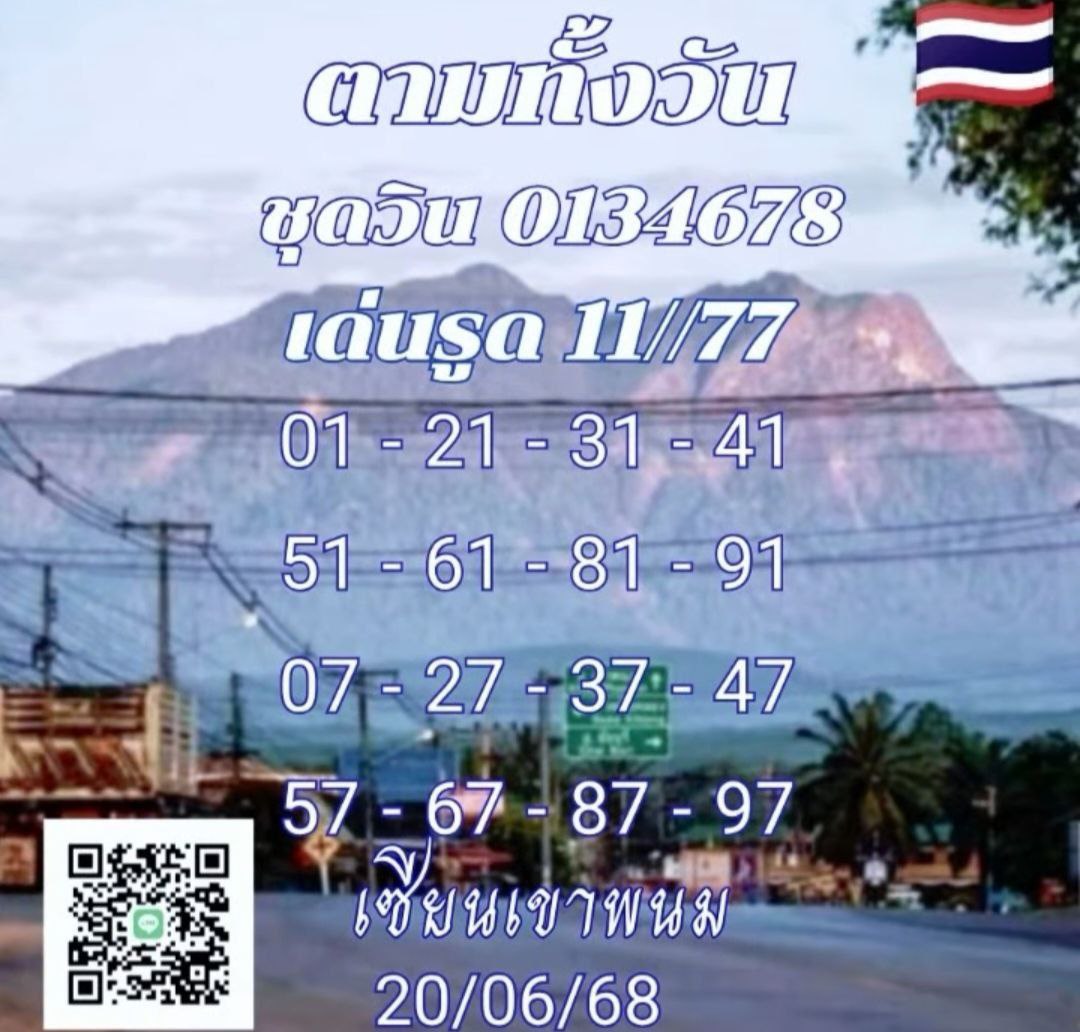 ตามทั้งวัน
ชุดวิน 0134678
เด่นรูด 11//77
01 - 21 - 31 - 41
51 - 61 - 81 - 91
07 - 27 - 37 - 47
57 - 67 - 87 - 97
เซียนเขาพนม
20/06/68